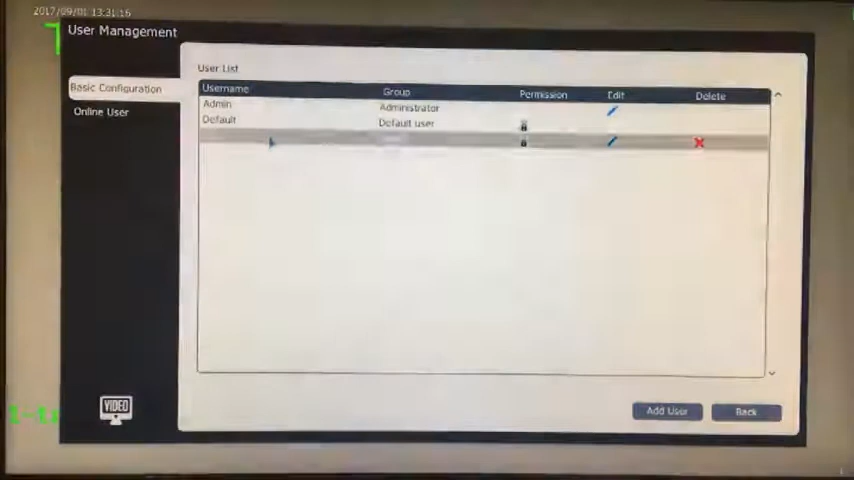 2017/09/01 13:31:16
User Management
User List
Basic Configuration
Online User
Username Group Permission Edit Delete
Admin Administrator
Default Default user
VIDEO
Add User Back